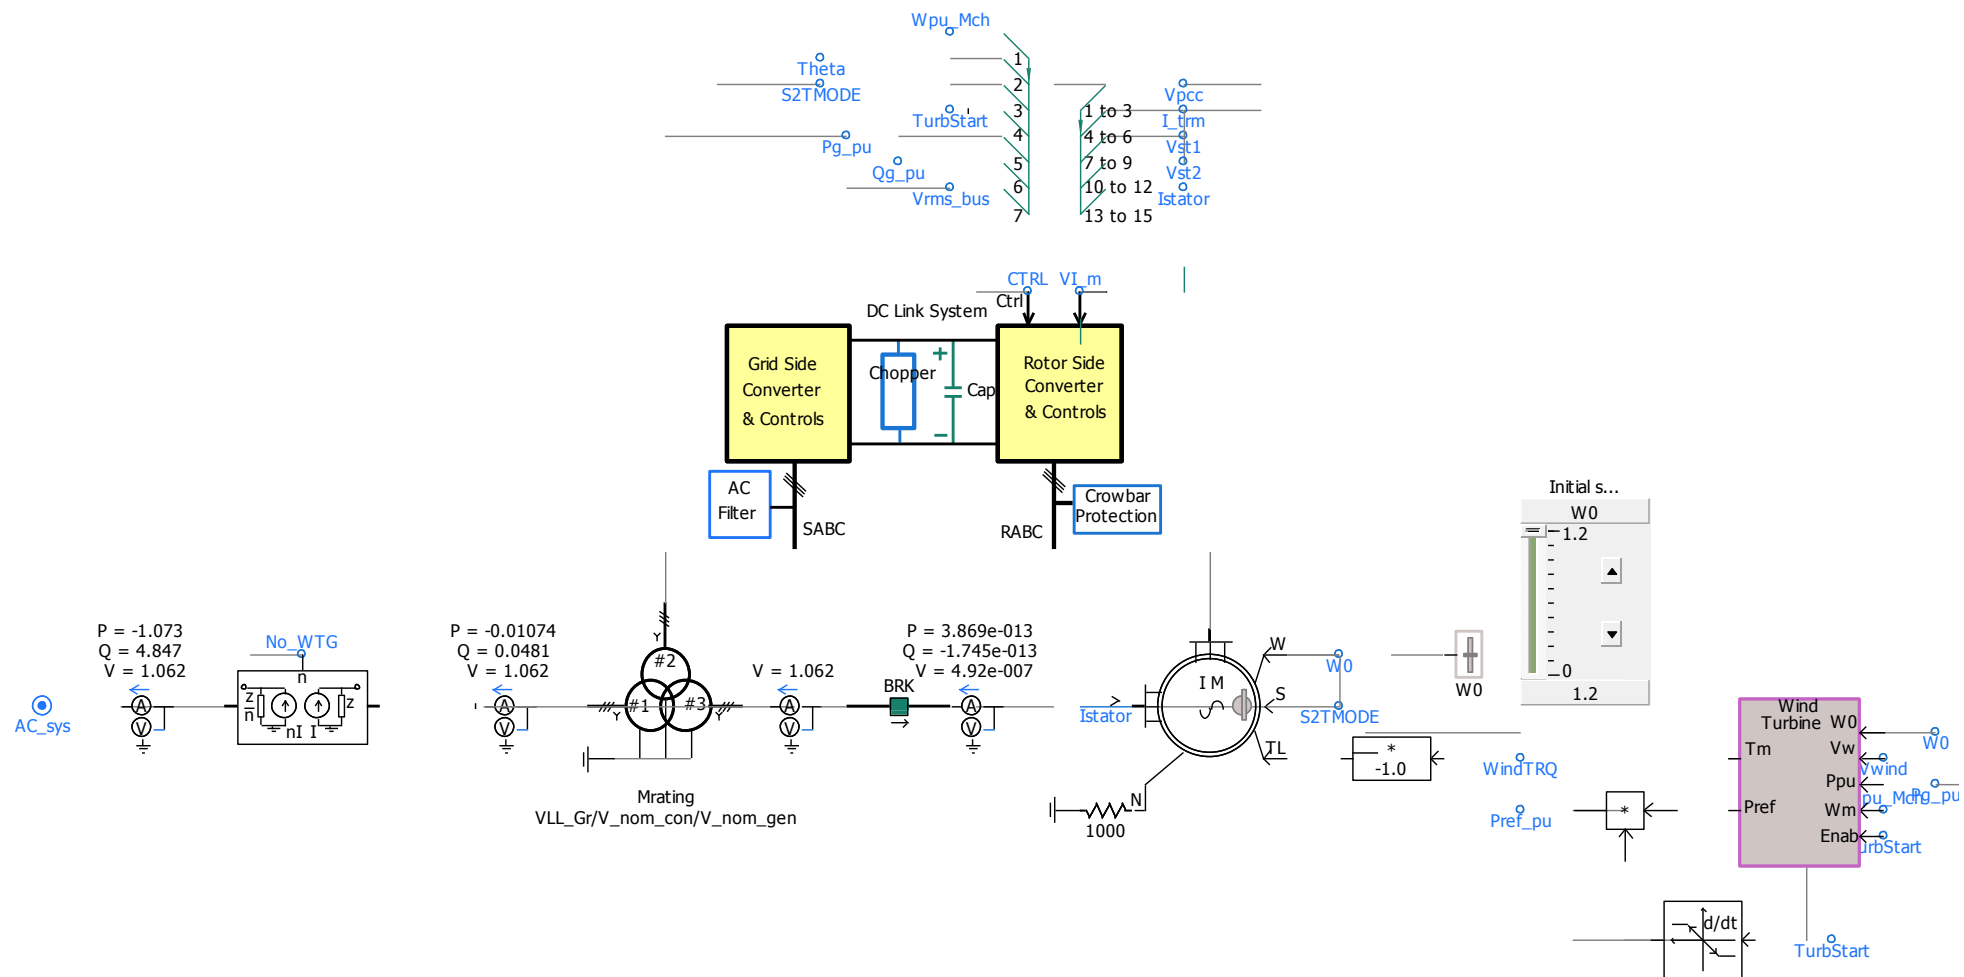 Wpu_Mch
Theta
S2TMODE
TurbStart
Pg_pu
Qg_pu
Vrms_bus
1
2
3
4
5
6
7
1 to 3
4 to 6
7 to 9
10 to 12
13 to 15
Vpcc
I_trm
Vst1
Vst2
Istator
CTRL
VI_m
Ctrl
DC Link System
Grid Side
Converter
& Controls
Chopper
+
Cap
Rotor Side
Converter
& Controls
AC
Filter
SABC
RABC
Crowbar
Protection
Initial s...
W0
1.2
0
1.2
P = -1.073
Q = 4.847
V = 1.062
A
V
AC_sys
No_WTG
n
z
n
nI
I
z
P = -0.01074
Q = 0.0481
V = 1.062
A
V
#2
#1
#3
Y
Y
Y
Mrating
VLL_Gr/V_nom_con/V_nom_gen
V = 1.062
A
V
BRK
P = 3.869e-013
Q = -1.745e-013
V = 4.92e-007
A
V
Istator
I M
W
S
TL
N
1000
W0
S2TMODE
*
-1.0
W0
WindTRQ
Pref_pu
*
Wind
Turbine
Tm
Pref
W0
Vw
Ppu
Wm
Enab
W0
Vwind
pu_Mch
Pg_pu
urbStart
d/dt
TurbStart